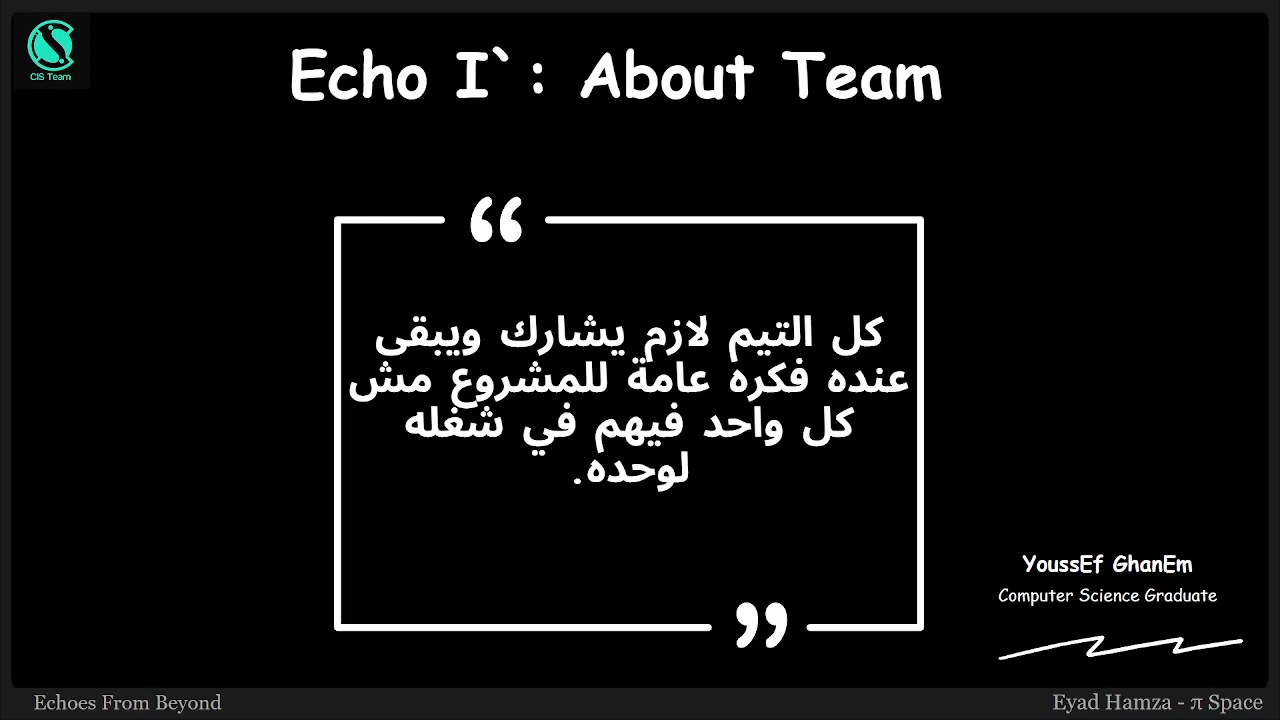 CIS Team
Echo I`: About Team
“
كل التيم لازم يشارك ويبقى
عنده فكره عامة للمشروع مش
كل واحد فيهم في شغله
لوحده.
”
YoussEf GhanEm
Computer Science Graduate
Echoes From Beyond
Eyad Hamza - π Space